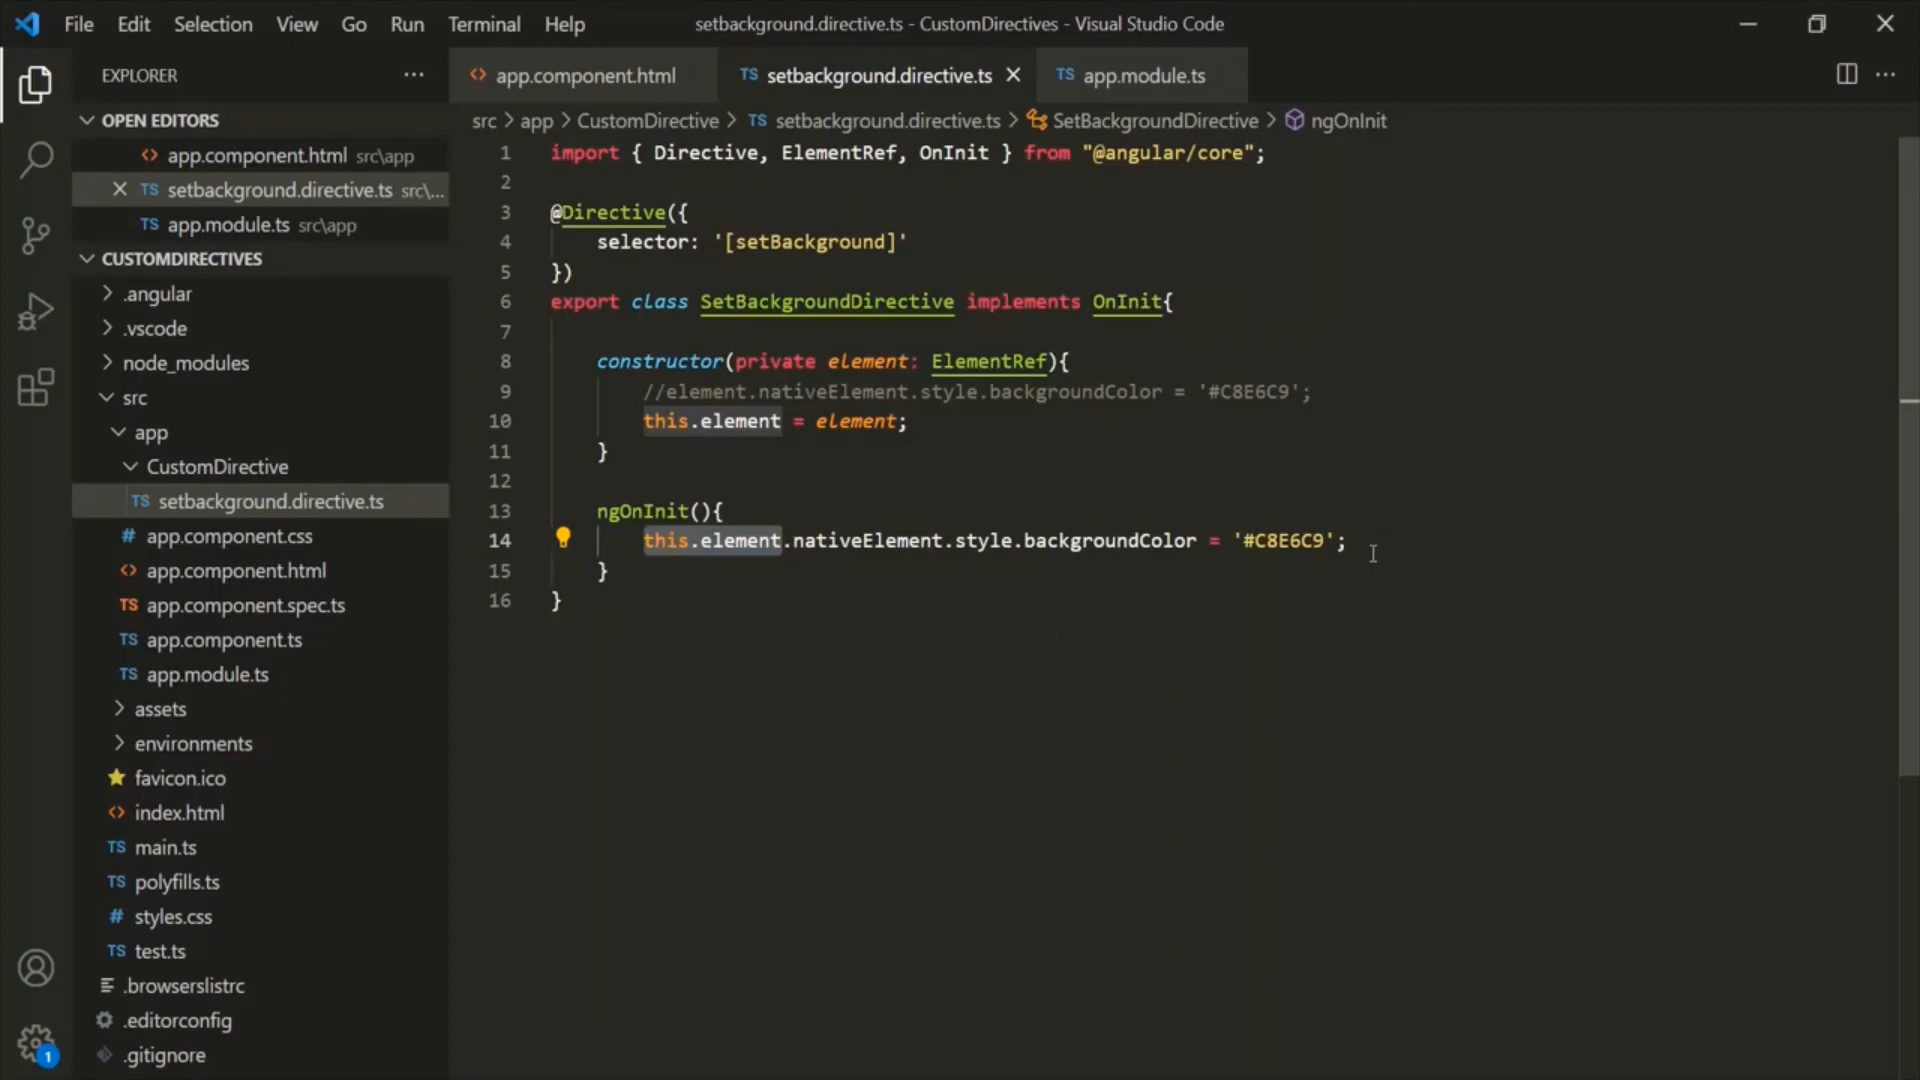 File Edit Selection View Go Run Terminal Help setbackground.directive.ts - CustomDirectives - Visual Studio Code
EXPLORER ···
OPEN EDITORS
app.component.html src\app
TS setbackground.directive.ts src\...
TS app.module.ts src\app
CUSTOMDIRECTIVES
.angular
.vscode
node_modules
src
app
CustomDirective
TS setbackground.directive.ts
# app.component.css
<> app.component.html
TS app.component.spec.ts
TS app.component.ts
TS app.module.ts
assets
environments
favicon.ico
<> index.html
TS main.ts
TS polyfills.ts
# styles.css
TS test.ts
.browserslistrc
.editorconfig
.gitignore
1
<> app.component.html TS setbackground.directive.ts TS app.module.ts ···
src > app > CustomDirective > TS setbackground.directive.ts > SetBackgroundDirective > ngOnInit
1 import { Directive, ElementRef, OnInit } from "@angular/core";
2
3 @Directive({
4 selector: '[setBackground]'
5 })
6 export class SetBackgroundDirective implements OnInit{
7
8 constructor(private element: ElementRef){
9 //element.nativeElement.style.backgroundColor = '#C8E6C9';
10 this.element = element;
11 }
12
13 ngOnInit(){
14 this.element.nativeElement.style.backgroundColor = '#C8E6C9';
15 }
16 }